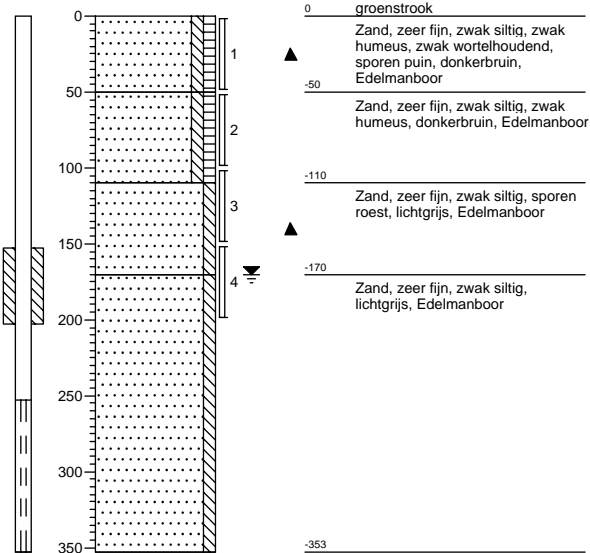 0
50
100
150
200
250
300
350
1
2
3
4
0
groenstrook
Zand, zeer fijn, zwak siltig, zwak
humeus, zwak wortelhoudend,
sporen puin, donkerbruin,
Edelmanboor
-50
Zand, zeer fijn, zwak siltig, zwak
humeus, donkerbruin, Edelmanboor
-110
Zand, zeer fijn, zwak siltig, sporen
roest, lichtgrijs, Edelmanboor
-170
Zand, zeer fijn, zwak siltig,
lichtgrijs, Edelmanboor
-353